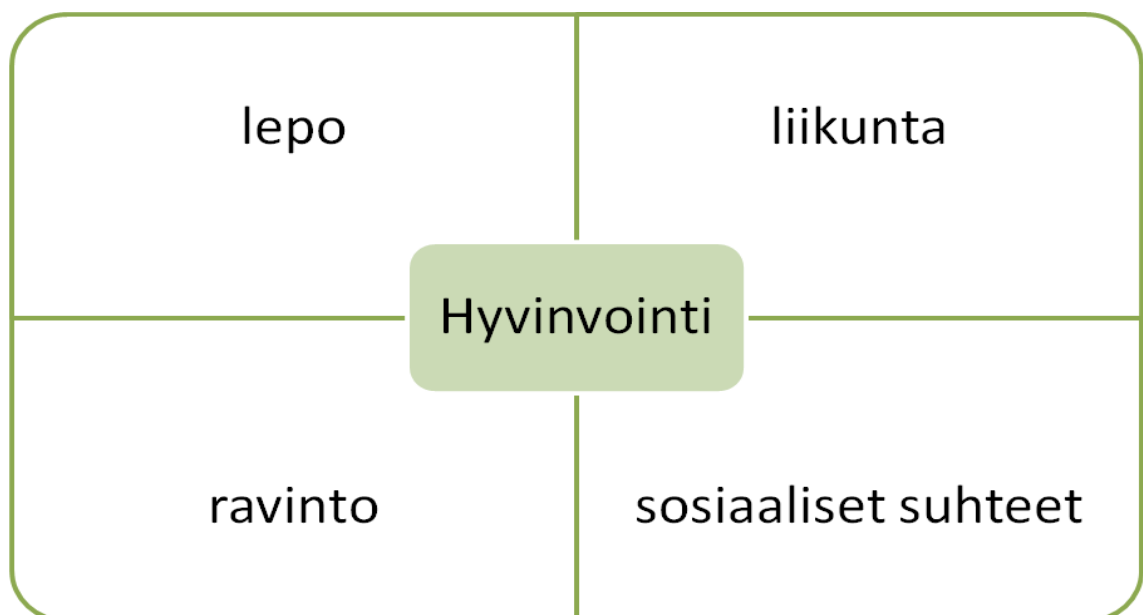 lepo
liikunta
Hyvinvointi
ravinto
sosiaaliset suhteet